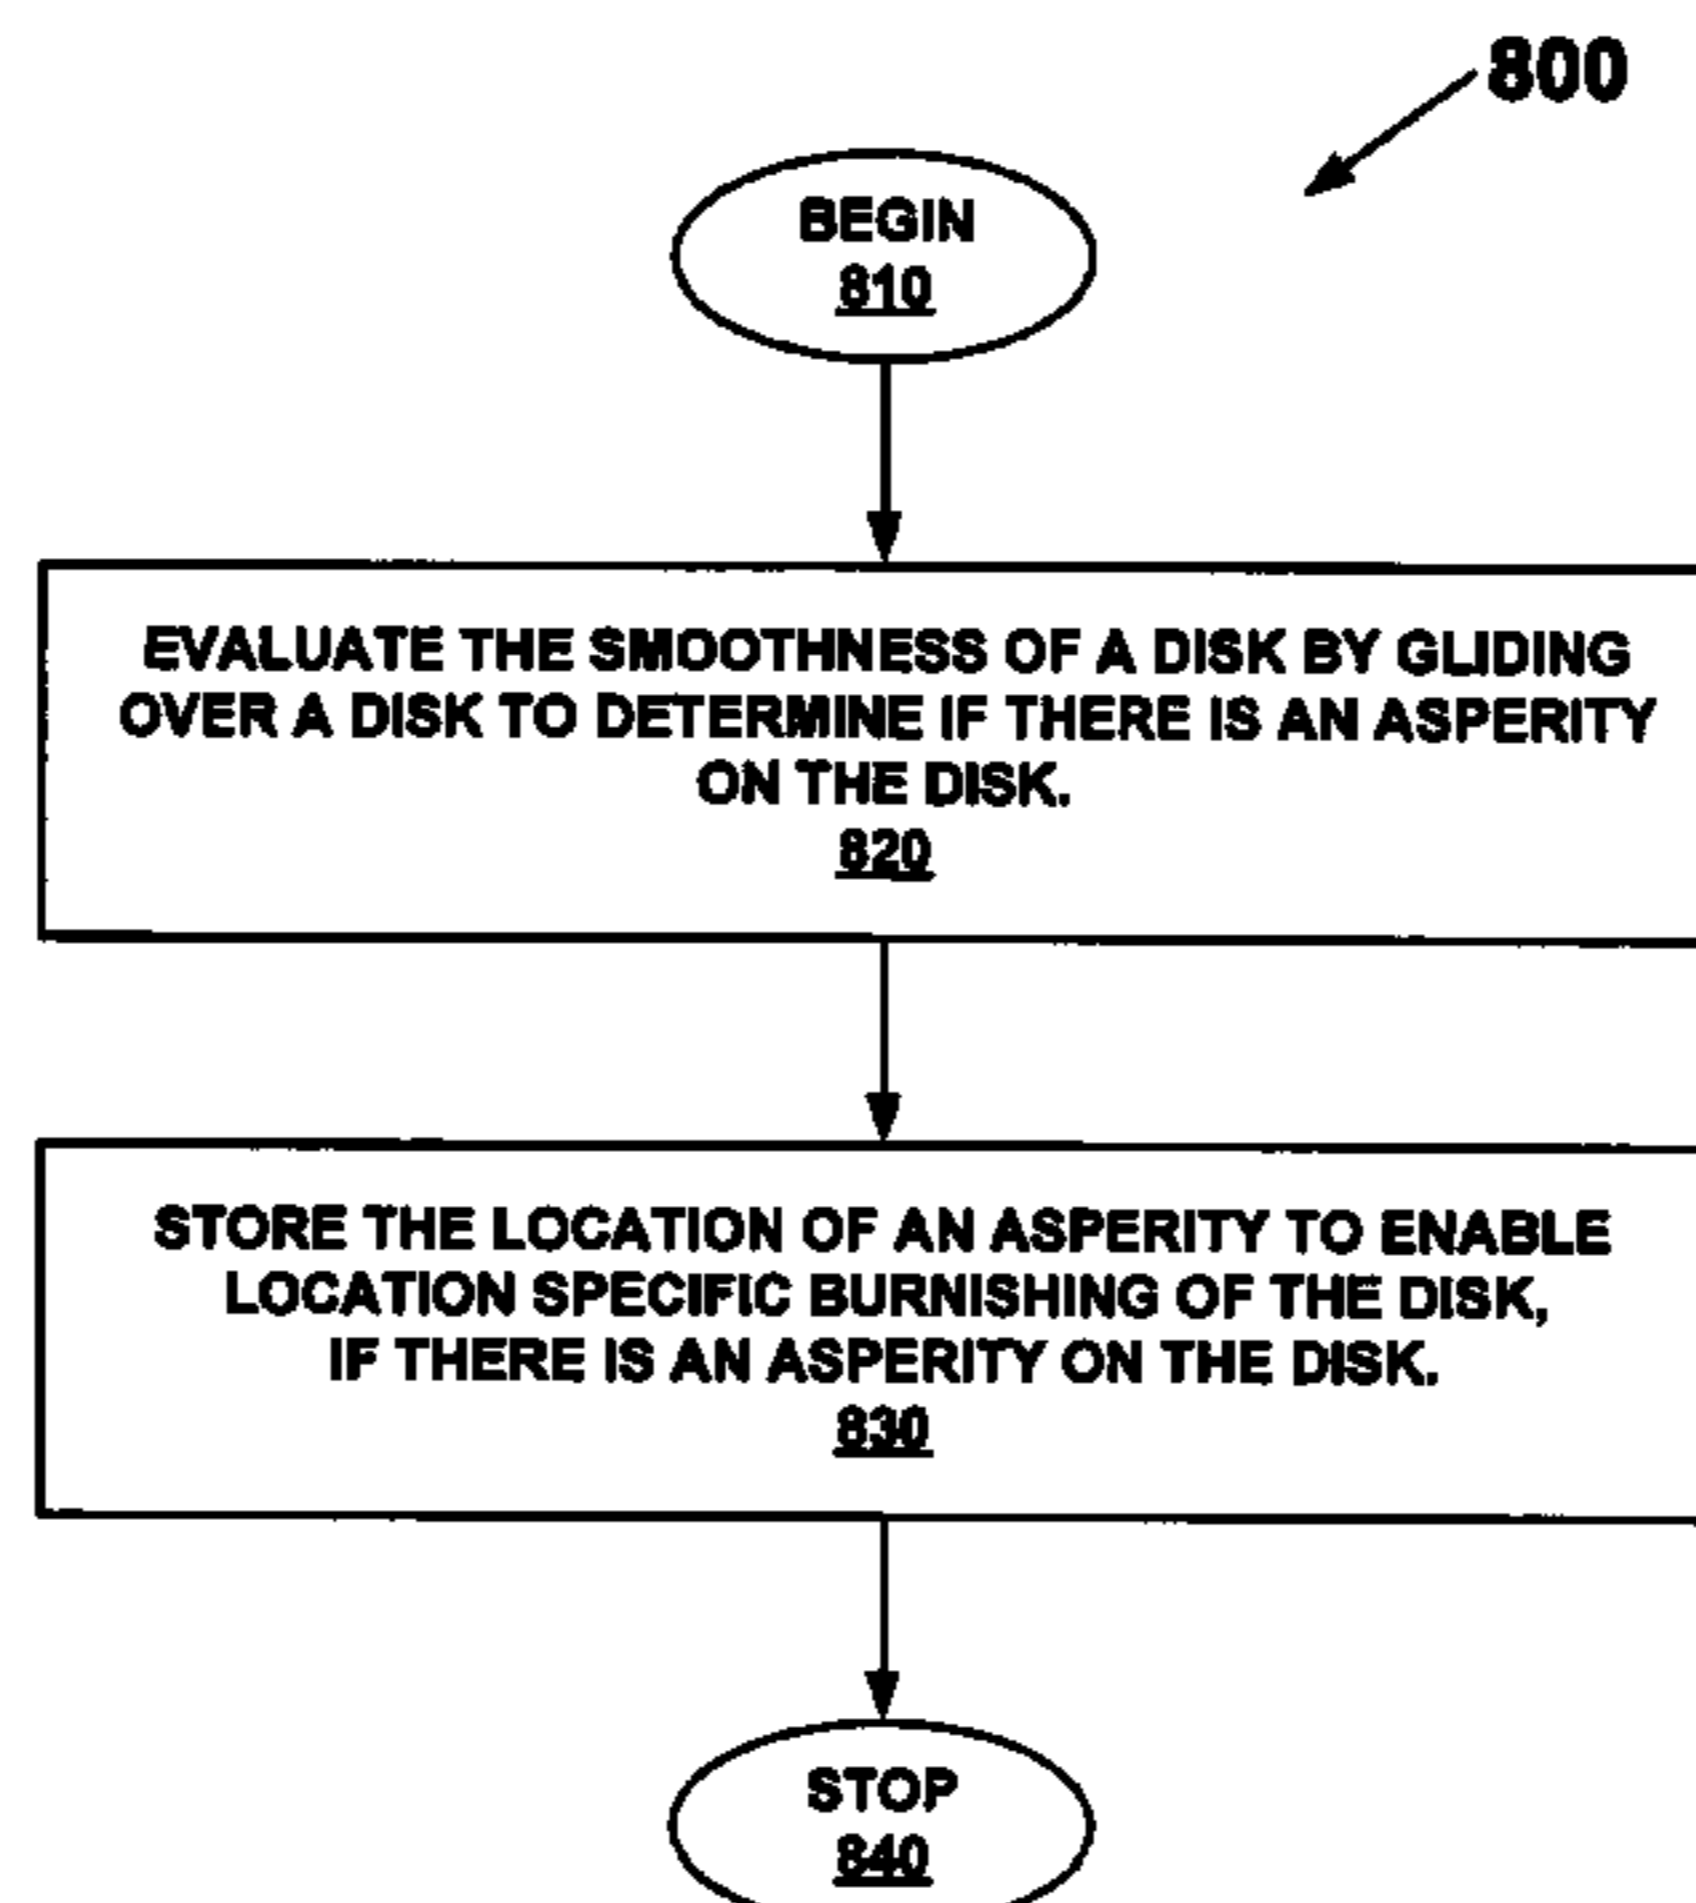 800
BEGIN
810
EVALUATE THE SMOOTHNESS OF A DISK BY GLIDING
OVER A DISK TO DETERMINE IF THERE IS AN ASPERITY
ON THE DISK.
820
STORE THE LOCATION OF AN ASPERITY TO ENABLE
LOCATION SPECIFIC BURNISHING OF THE DISK,
IF THERE IS AN ASPERITY ON THE DISK.
830
STOP
840